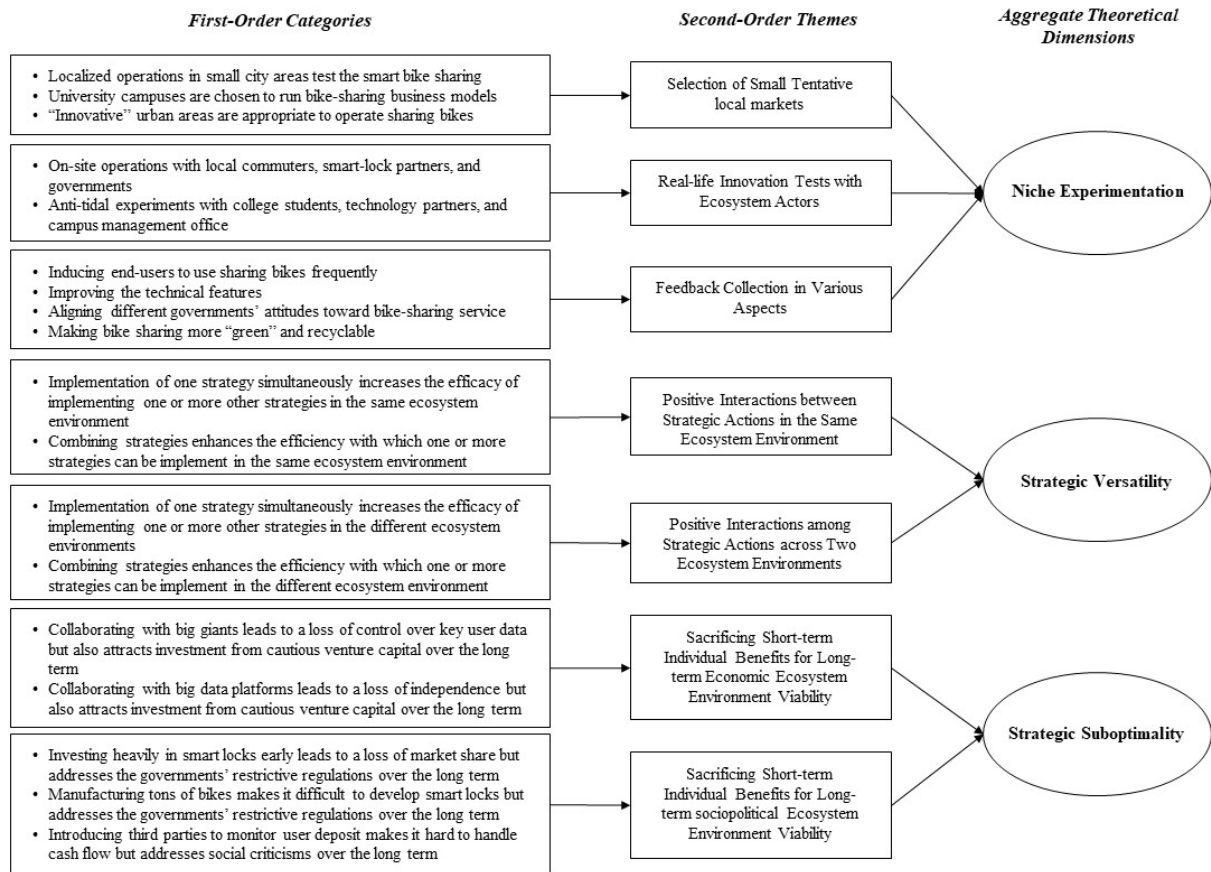 First-Order Categories
Second-Order Themes
Aggregate Theoretical
Dimensions
• Localized operations in small city areas test the smart bike sharing
• University campuses are chosen to run bike-sharing business models
• “Innovative” urban areas are appropriate to operate sharing bikes
Selection of Small Tentative
local markets
• On-site operations with local commuters, smart-lock partners, and
governments
• Anti-tidal experiments with college students, technology partners, and
campus management office
Real-life Innovation Tests with
Ecosystem Actors
Niche Experimentation
• Inducing end-users to use sharing bikes frequently
• Improving the technical features
• Aligning different governments’ attitudes toward bike-sharing service
• Making bike sharing more “green” and recyclable
Feedback Collection in Various
Aspects
• Implementation of one strategy simultaneously increases the efficacy of
implementing one or more other strategies in the same ecosystem
environment
• Combining strategies enhances the efficiency with which one or more
strategies can be implement in the same ecosystem environment
Positive Interactions between
Strategic Actions in the Same
Ecosystem Environment
Strategic Versatility
• Implementation of one strategy simultaneously increases the efficacy of
implementing one or more other strategies in the different ecosystem
environments
• Combining strategies enhances the efficiency with which one or more
strategies can be implement in the different ecosystem environment
Positive Interactions among
Strategic Actions across Two
Ecosystem Environments
• Collaborating with big giants leads to a loss of control over key user data
but also attracts investment from cautious venture capital over the long
term
• Collaborating with big data platforms leads to a loss of independence but
also attracts investment from cautious venture capital over the long term
Sacrificing Short-term
Individual Benefits for Long-
term Economic Ecosystem
Environment Viability
Strategic Suboptimality
• Investing heavily in smart locks early leads to a loss of market share but
addresses the governments’ restrictive regulations over the long term
• Manufacturing tons of bikes makes it difficult to develop smart locks but
addresses the governments’ restrictive regulations over the long term
• Introducing third parties to monitor user deposit makes it hard to handle
cash flow but addresses social criticisms over the long term
Sacrificing Short-term
Individual Benefits for Long-
term sociopolitical Ecosystem
Environment Viability